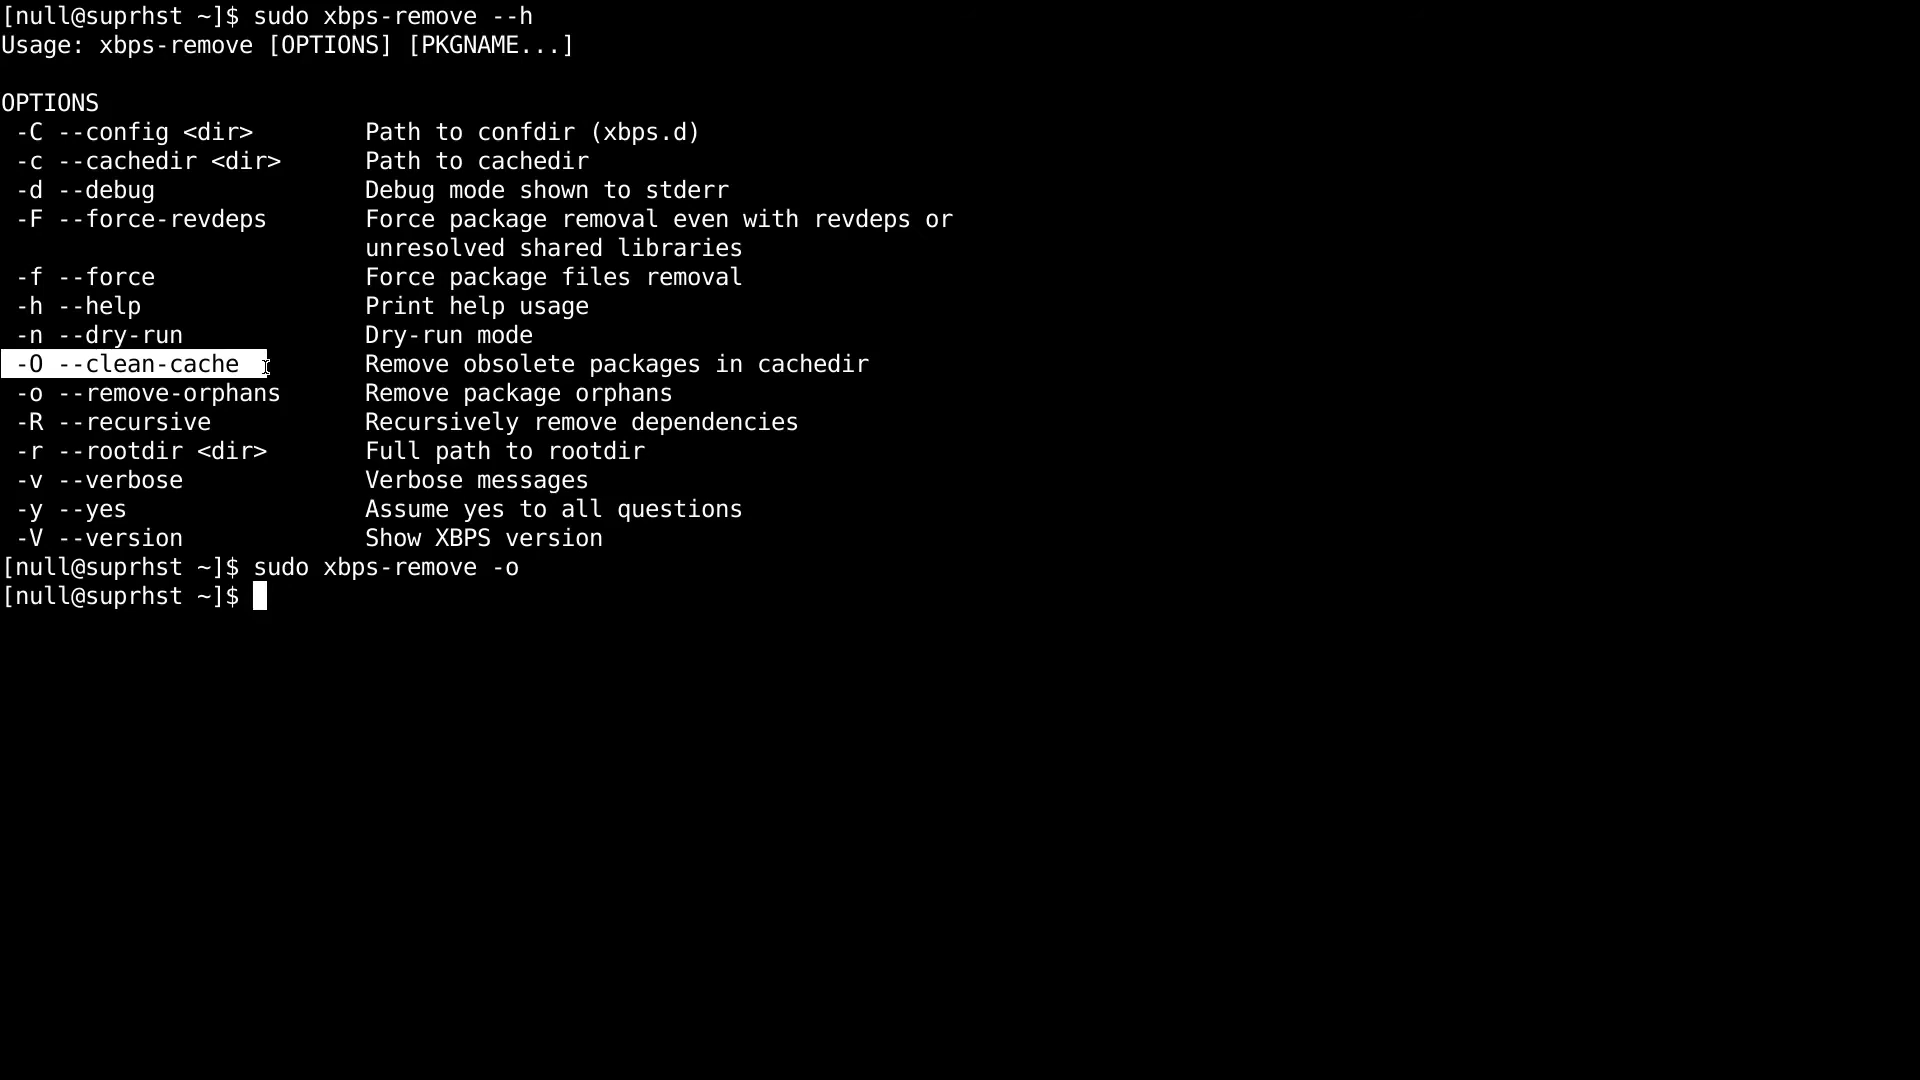 [null@suprhst ~]$ sudo xbps-remove --h
Usage: xbps-remove [OPTIONS] [PKGNAME...]
OPTIONS
-C --config <dir> Path to confdir (xbps.d)
-c --cachedir <dir> Path to cachedir
-d --debug Debug mode shown to stderr
-F --force-revdeps Force package removal even with revdeps or
unresolved shared libraries
-f --force Force package files removal
-h --help Print help usage
-n --dry-run Dry-run mode
-O --clean-cache Remove obsolete packages in cachedir
-o --remove-orphans Remove package orphans
-R --recursive Recursively remove dependencies
-r --rootdir <dir> Full path to rootdir
-v --verbose Verbose messages
-y --yes Assume yes to all questions
-V --version Show XBPS version
[null@suprhst ~]$ sudo xbps-remove -o
[null@suprhst ~]$